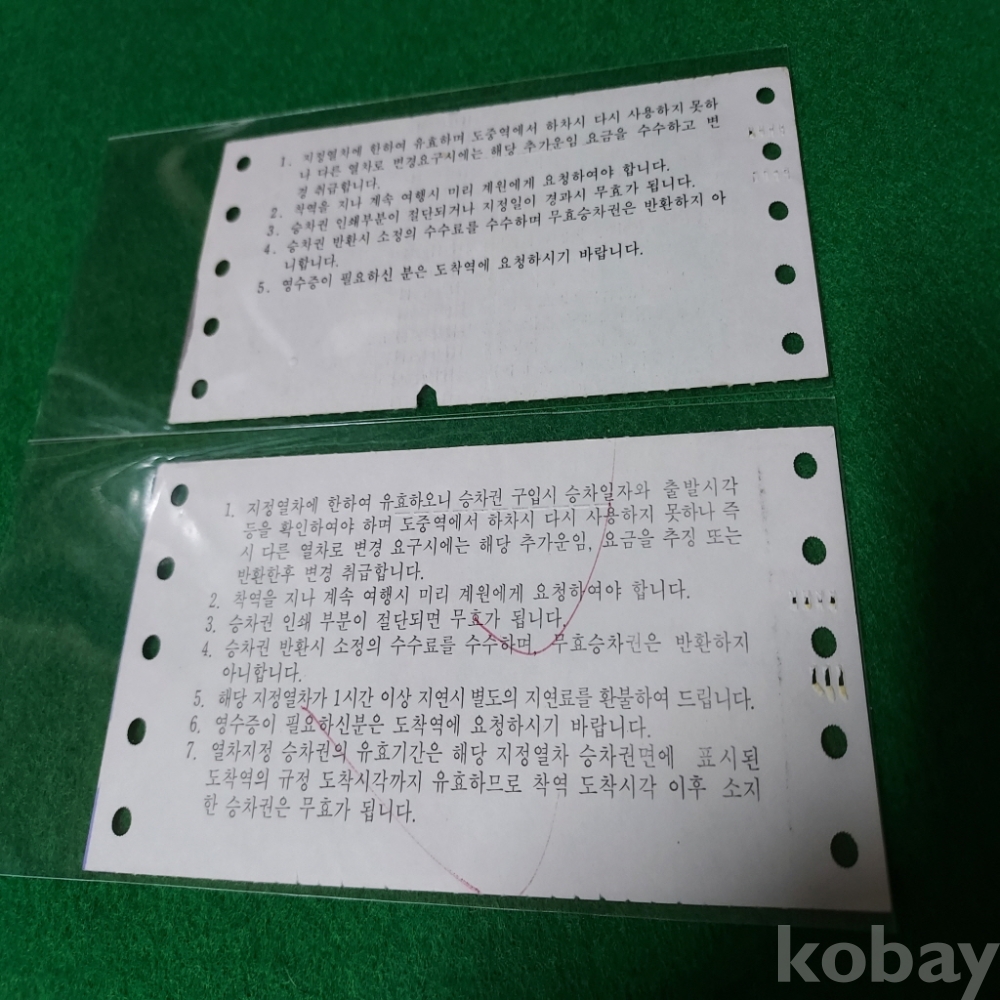 1. 지정열차에 한하여 유효하며 도중역에서 하차시 다시 사용하지 못하
나 다른 열차로 변경요구시에는 해당 추가운임 요금을 수수하고 변
경 취급합니다.
2. 착역을 지나 계속 여행시 미리 계원에게 요청하여야 합니다.
3. 승차권 인쇄부분이 절단되거나 지정일이 경과시 무효가 됩니다.
4. 승차권 반환시 소정의 수수료를 수수하며 무효승차권은 반환하지 아
니합니다.
5. 영수증이 필요하신 분은 도착역에 요청하시기 바랍니다.
1. 지정열차에 한하여 유효하오니 승차권 구입시 승차일자와 출발시각
등을 확인하여야 하며 도중역에서 하차시 다시 사용하지 못하나 즉
시 다른 열차로 변경 요구시에는 해당 추가운임, 요금을 추징 또는
반환한후 변경 취급합니다.
2. 착역을 지나 계속 여행시 미리 계원에게 요청하여야 합니다.
3. 승차권 인쇄 부분이 절단되면 무효가 됩니다.
4. 승차권 반환시 소정의 수수료를 수수하며, 무효승차권은 반환하지
아니합니다.
5. 해당 지정열차가 1시간 이상 지연시 별도의 지연료를 환불하여 드립니다.
6. 영수증이 필요하신분은 도착역에 요청하시기 바랍니다.
7. 열차지정 승차권의 유효기간은 해당 지정열차 승차권면에 표시된
도착역의 규정 도착시각까지 유효하므로 착역 도착시각 이후 소지
한 승차권은 무효가 됩니다.
kobay